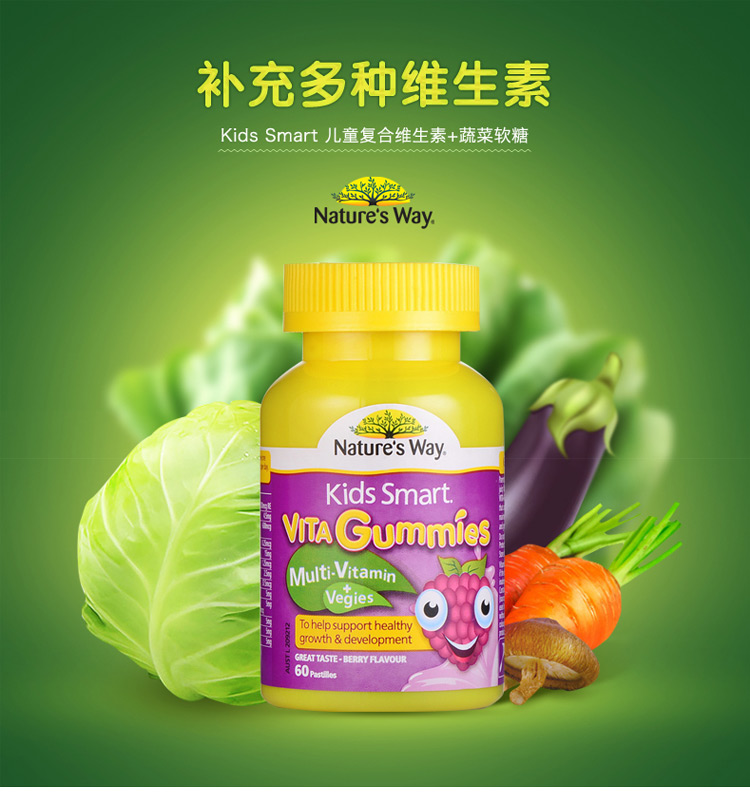 补充多种维生素
Kids Smart 儿童复合维生素+蔬菜软糖
Nature's Way®
Nature's Way®
Kids Smart®
VITA Gummies
Multi-Vitamin
+
Vegies
To help support healthy
growth & development
GREAT TASTE - BERRY FLAVOUR
60 Pastilles
AUST L 209212